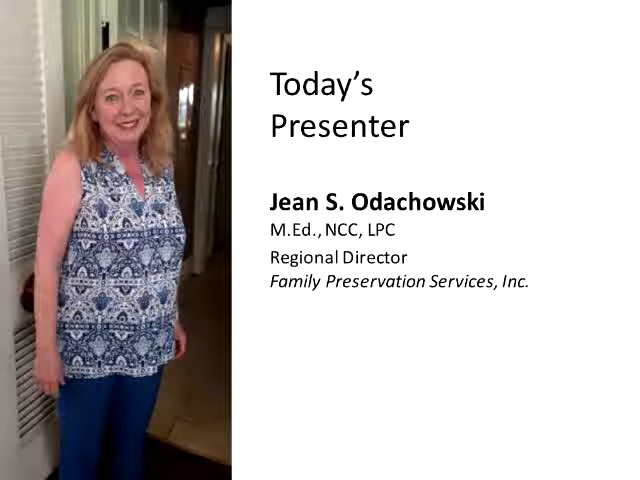 Today’s
Presenter
Jean S. Odachowski
M.Ed., NCC, LPC
Regional Director
Family Preservation Services, Inc.